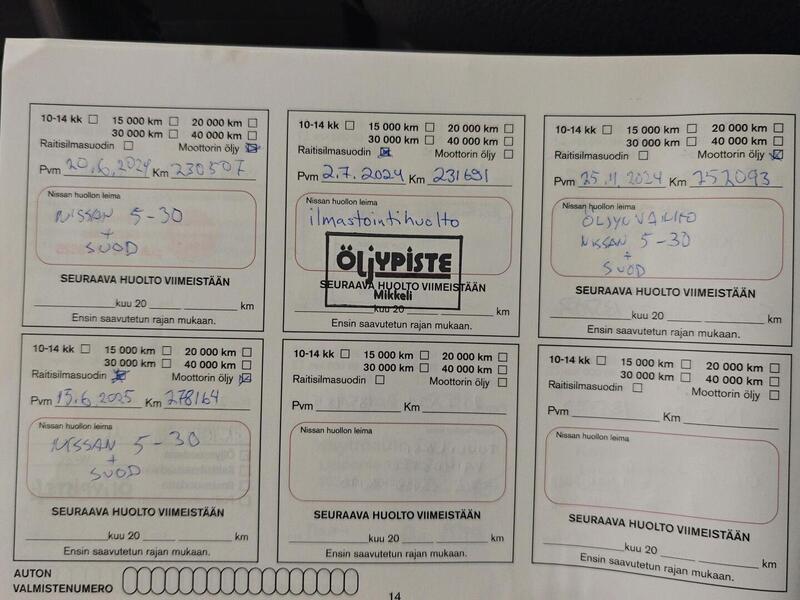 10-14 kk 15 000 km 20 000 km
30 000 km 40 000 km
Raitisilmasuodin Moottorin öljy
Pvm 20.6.2024 Km 230507
Nissan huollon leima
NISSAN 5-30
+
SUOD
SEURAAVA HUOLTO VIIMEISTÄÄN
kuu 20 km
Ensin saavutetun rajan mukaan.
10-14 kk 15 000 km 20 000 km
30 000 km 40 000 km
Raitisilmasuodin Moottorin öljy
Pvm 2.7.2024 Km 231691
Nissan huollon leima
ilmastointihuolto
ÖLJYPISTE
Mikkeli
SEURAAVA HUOLTO VIIMEISTÄÄN
kuu 20 km
Ensin saavutetun rajan mukaan.
10-14 kk 15 000 km 20 000 km
30 000 km 40 000 km
Raitisilmasuodin Moottorin öljy
Pvm 25.11.2024 Km 252093
Nissan huollon leima
ÖLJYNVAIHTO
NISSAN 5-30
+
SUOD
SEURAAVA HUOLTO VIIMEISTÄÄN
kuu 20 km
Ensin saavutetun rajan mukaan.
10-14 kk 15 000 km 20 000 km
30 000 km 40 000 km
Raitisilmasuodin Moottorin öljy
Pvm 13.6.2025 Km 278164
Nissan huollon leima
NISSAN 5-30
+
SUOD
SEURAAVA HUOLTO VIIMEISTÄÄN
kuu 20 km
Ensin saavutetun rajan mukaan.
10-14 kk 15 000 km 20 000 km
30 000 km 40 000 km
Raitisilmasuodin Moottorin öljy
Pvm Km
Nissan huollon leima
SEURAAVA HUOLTO VIIMEISTÄÄN
kuu 20 km
Ensin saavutetun rajan mukaan.
10-14 kk 15 000 km 20 000 km
30 000 km 40 000 km
Raitisilmasuodin Moottorin öljy
Pvm Km
Nissan huollon leima
SEURAAVA HUOLTO VIIMEISTÄÄN
kuu 20 km
Ensin saavutetun rajan mukaan.
AUTON
VALMISTENUMERO
14